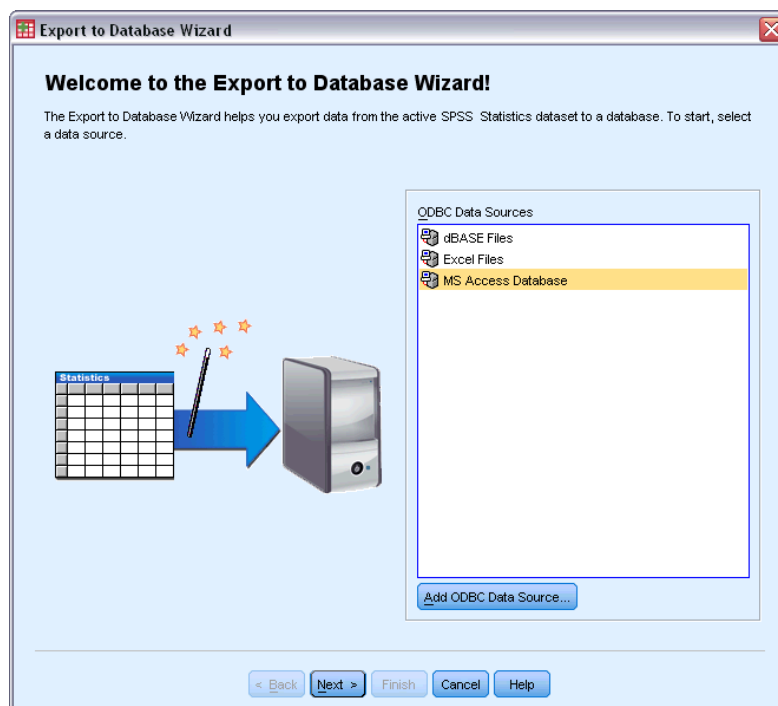 Export to Database Wizard
Welcome to the Export to Database Wizard!
The Export to Database Wizard helps you export data from the active SPSS Statistics dataset to a database. To start, select
a data source.
ODBC Data Sources
dBASE Files
Excel Files
MS Access Database
Statistics
Add ODBC Data Source...
< Back
Next >
Finish
Cancel
Help